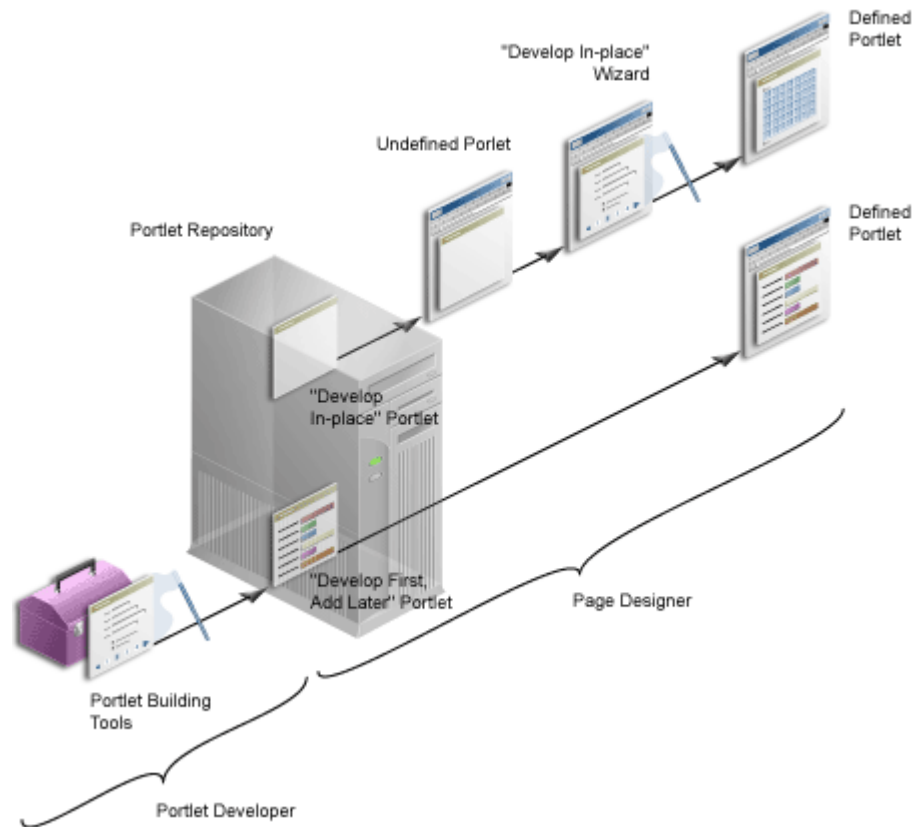 Defined
Portlet
"Develop In-place"
Wizard
Undefined Porlet
Defined
Portlet
Portlet Repository
"Develop
In-place" Portlet
"Develop First,
Add Later" Portlet
Page Designer
Portlet Building
Tools
Portlet Developer